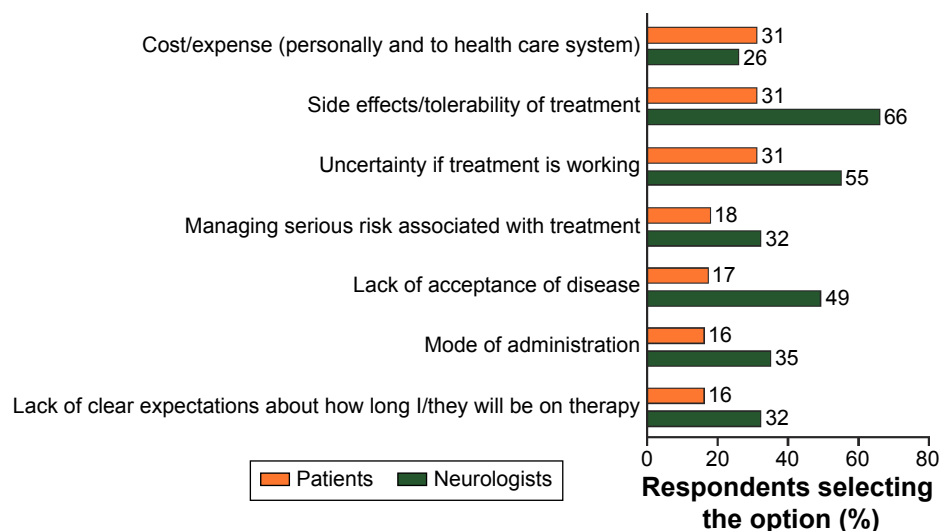 Cost/expense (personally and to health care system)
31
26
Side effects/tolerability of treatment
31
66
Uncertainty if treatment is working
31
55
Managing serious risk associated with treatment
18
32
Lack of acceptance of disease
17
49
Mode of administration
16
35
Lack of clear expectations about how long I/they will be on therapy
16
32
0 20 40 60 80
Patients Neurologists
Respondents selecting
the option (%)